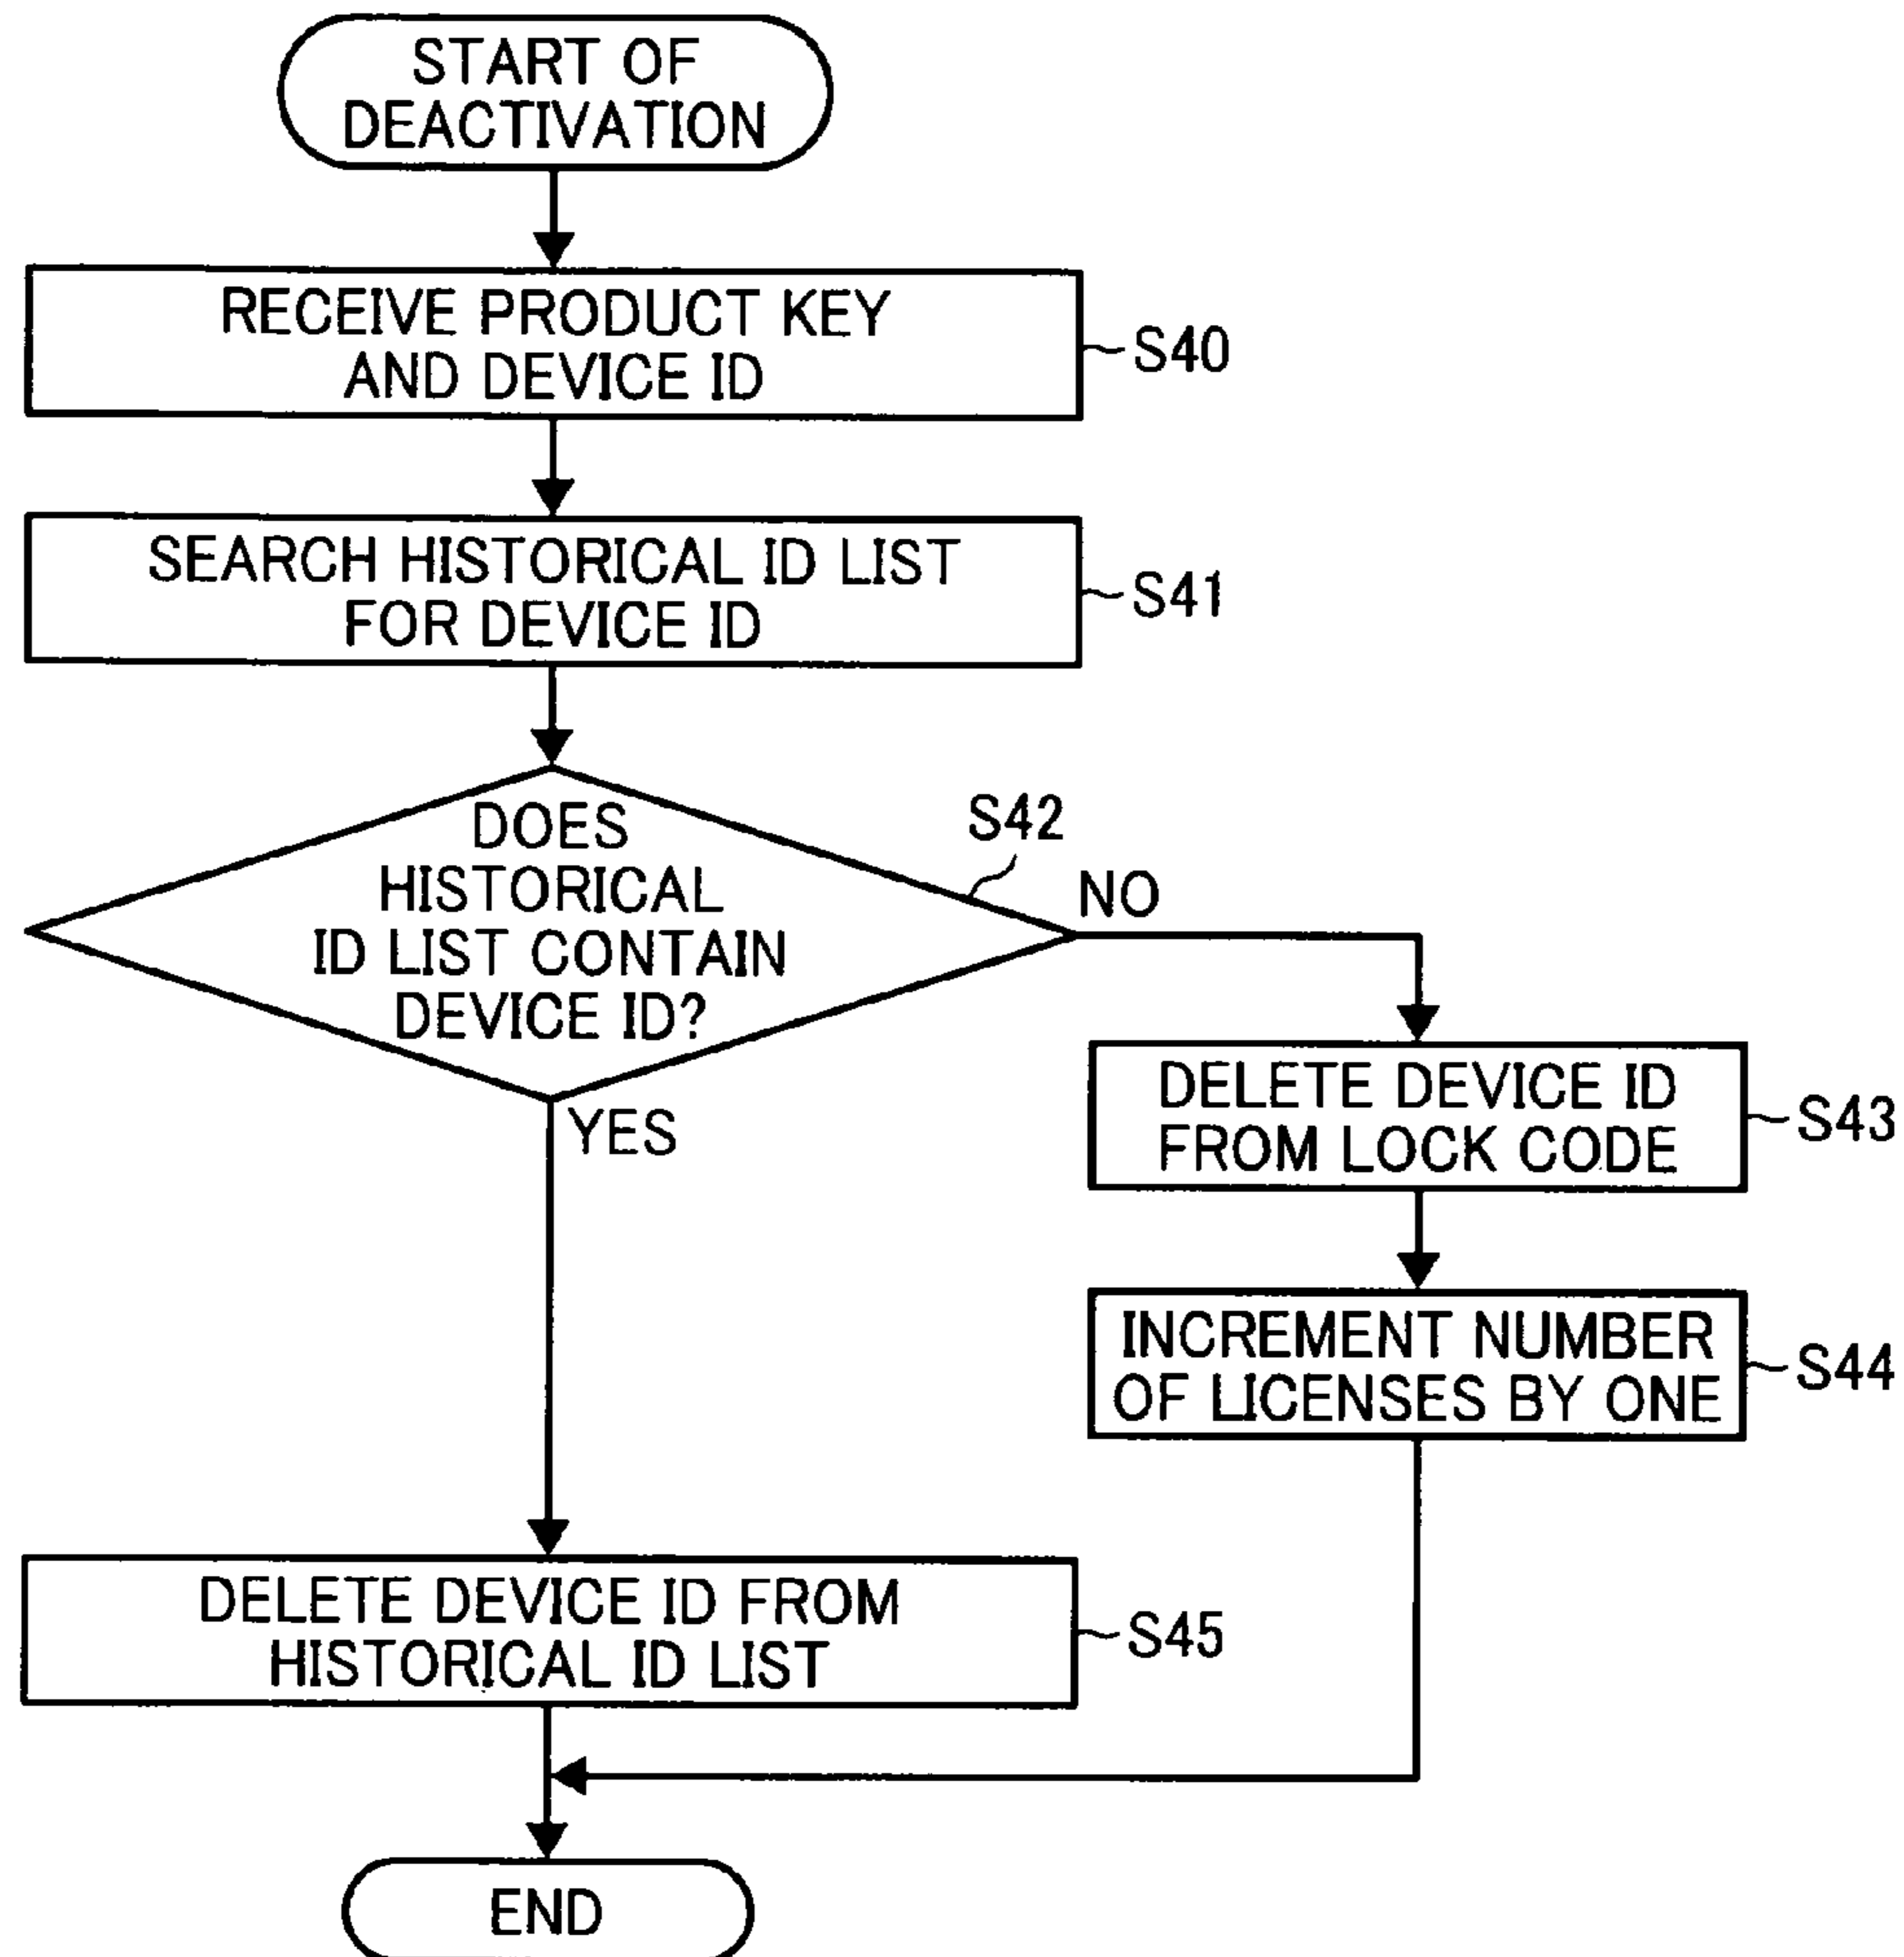 START OF
DEACTIVATION
RECEIVE PRODUCT KEY
AND DEVICE ID
S40
SEARCH HISTORICAL ID LIST
FOR DEVICE ID
S41
DOES
HISTORICAL
ID LIST CONTAIN
DEVICE ID?
S42
NO
YES
DELETE DEVICE ID
FROM LOCK CODE
S43
INCREMENT NUMBER
OF LICENSES BY ONE
S44
DELETE DEVICE ID FROM
HISTORICAL ID LIST
S45
END